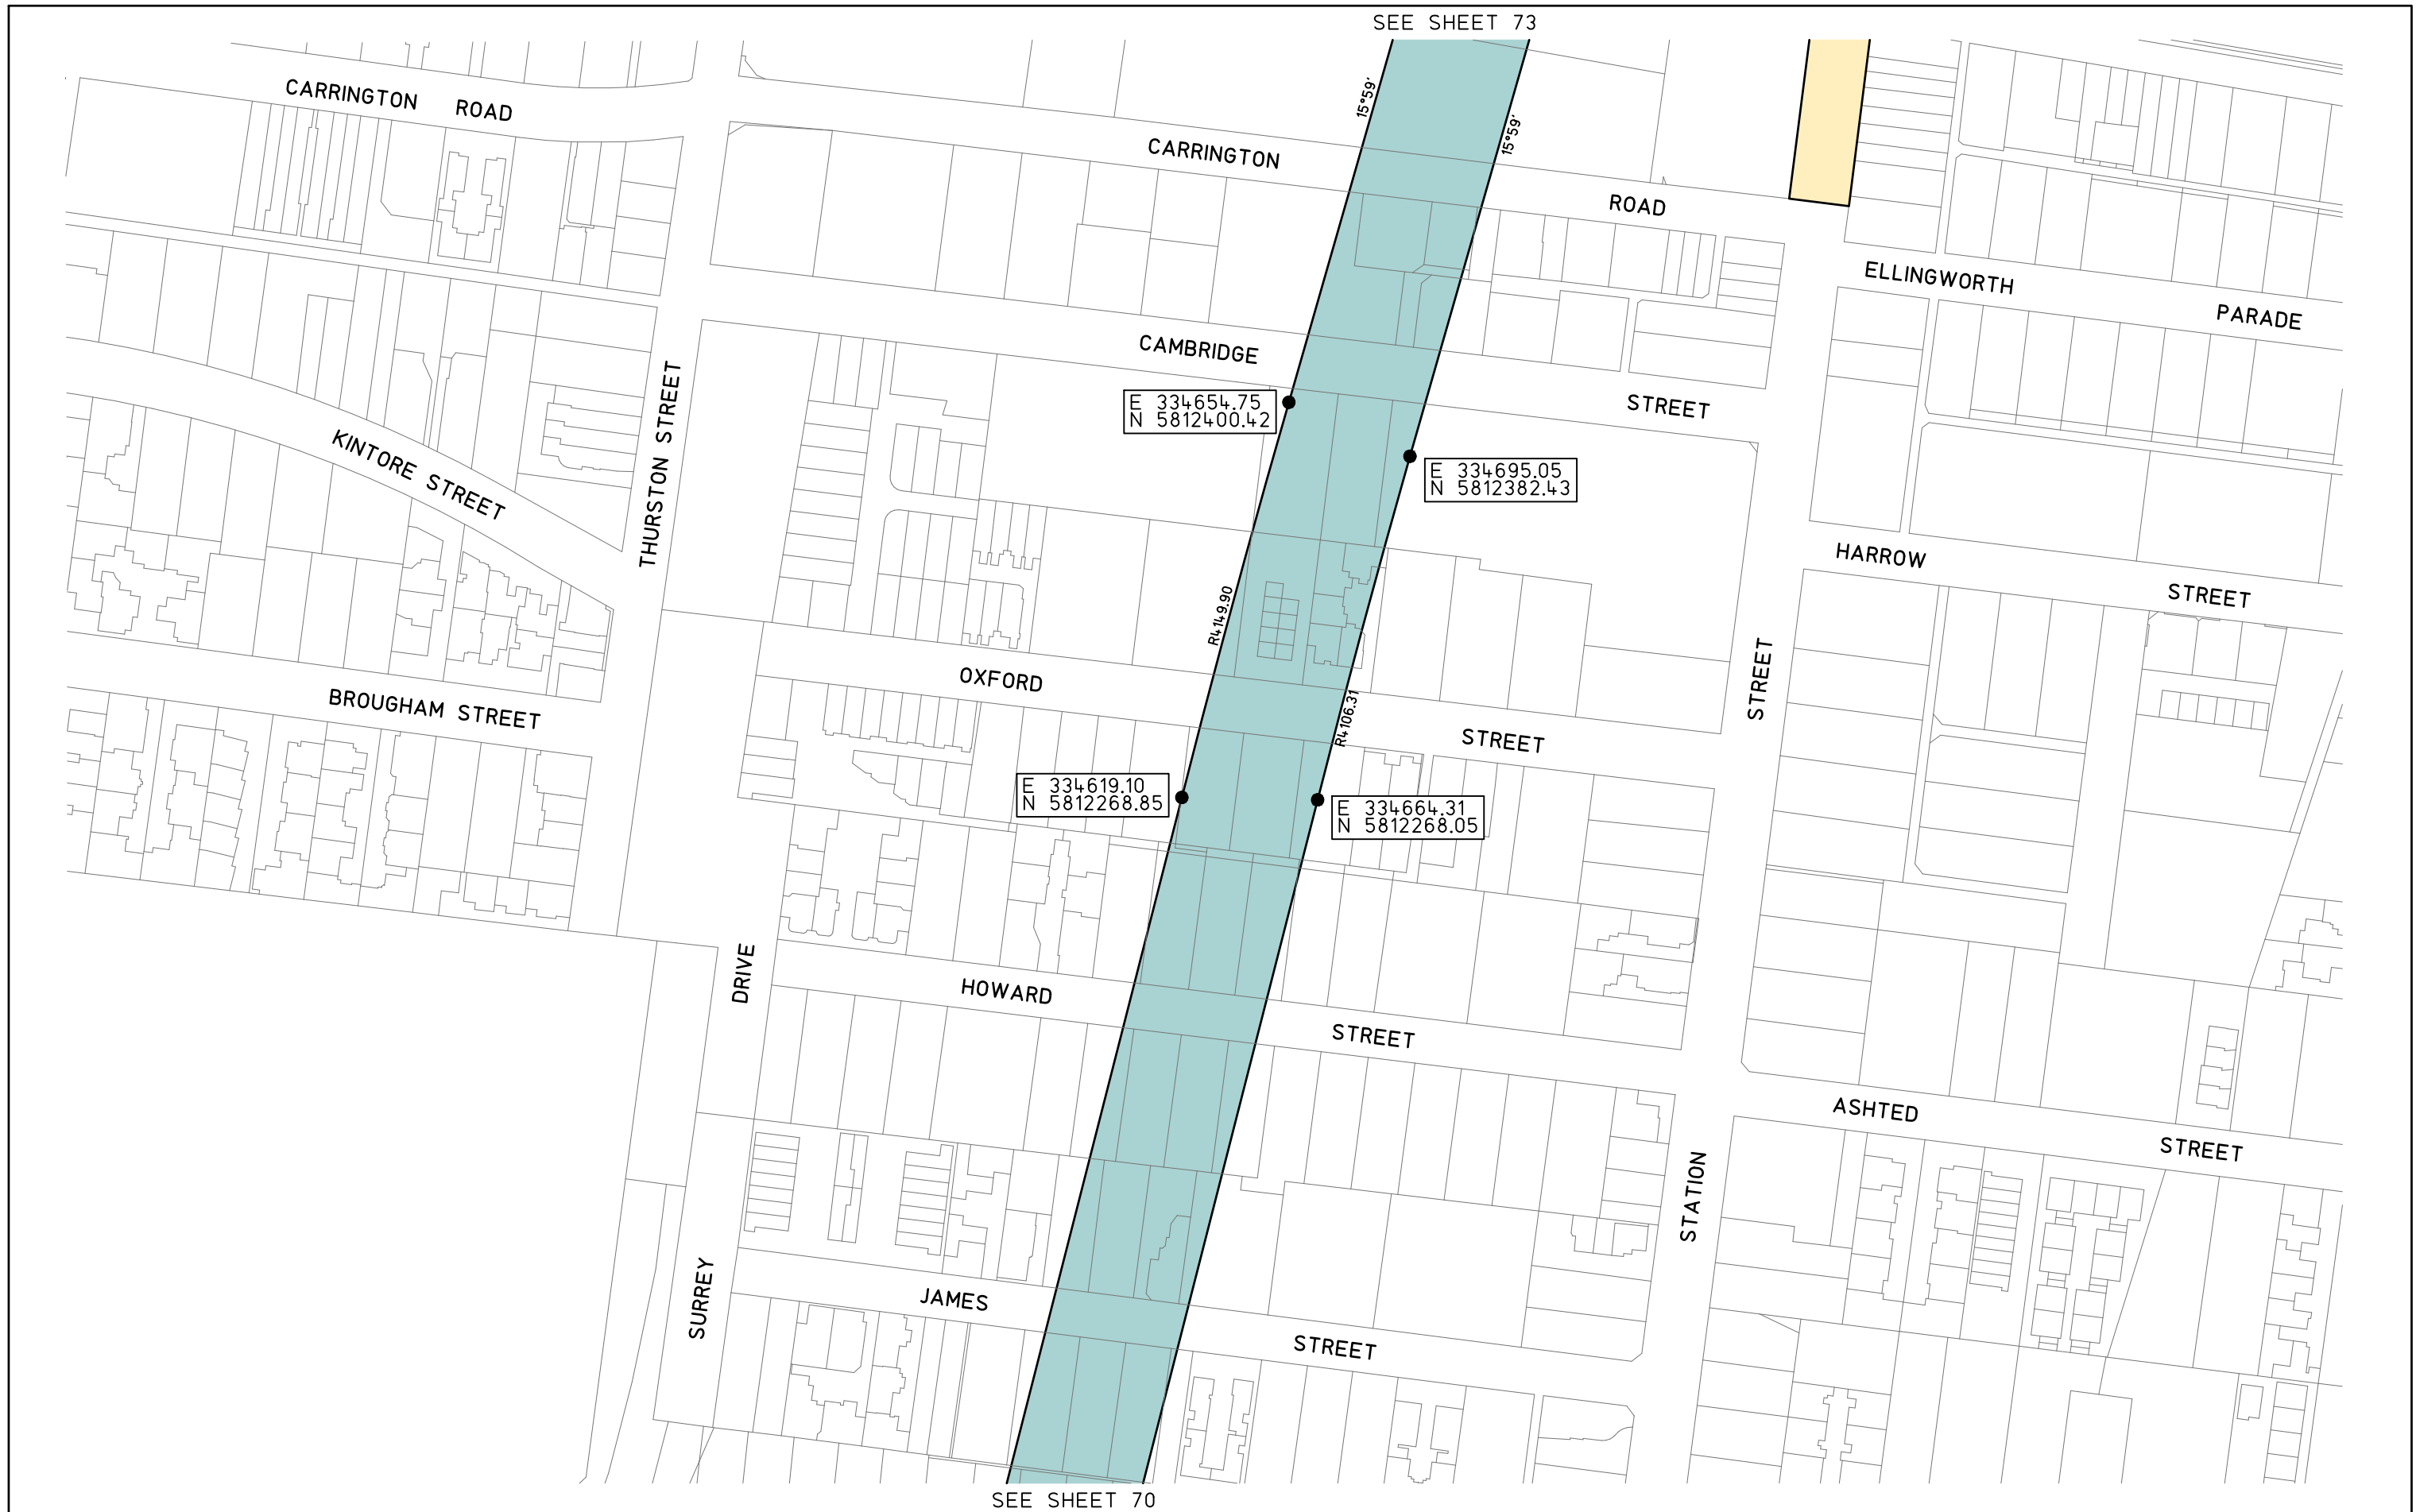 SEE SHEET 73
CARRINGTON ROAD
15°59'
15°59'
CARRINGTON
ROAD
ELLINGWORTH
PARADE
CAMBRIDGE
STREET
E 334654.75
N 5812400.42
THURSTON STREET
KINTORE STREET
E 334695.05
N 5812382.43
HARROW
STREET
R4149.90
OXFORD
STREET
BROUGHAM STREET
R4106.31
STREET
E 334619.10
N 5812268.85
E 334664.31
N 5812268.05
DRIVE
HOWARD
STREET
ASHTED
STREET
STATION
SURREY
JAMES
STREET
SEE SHEET 70